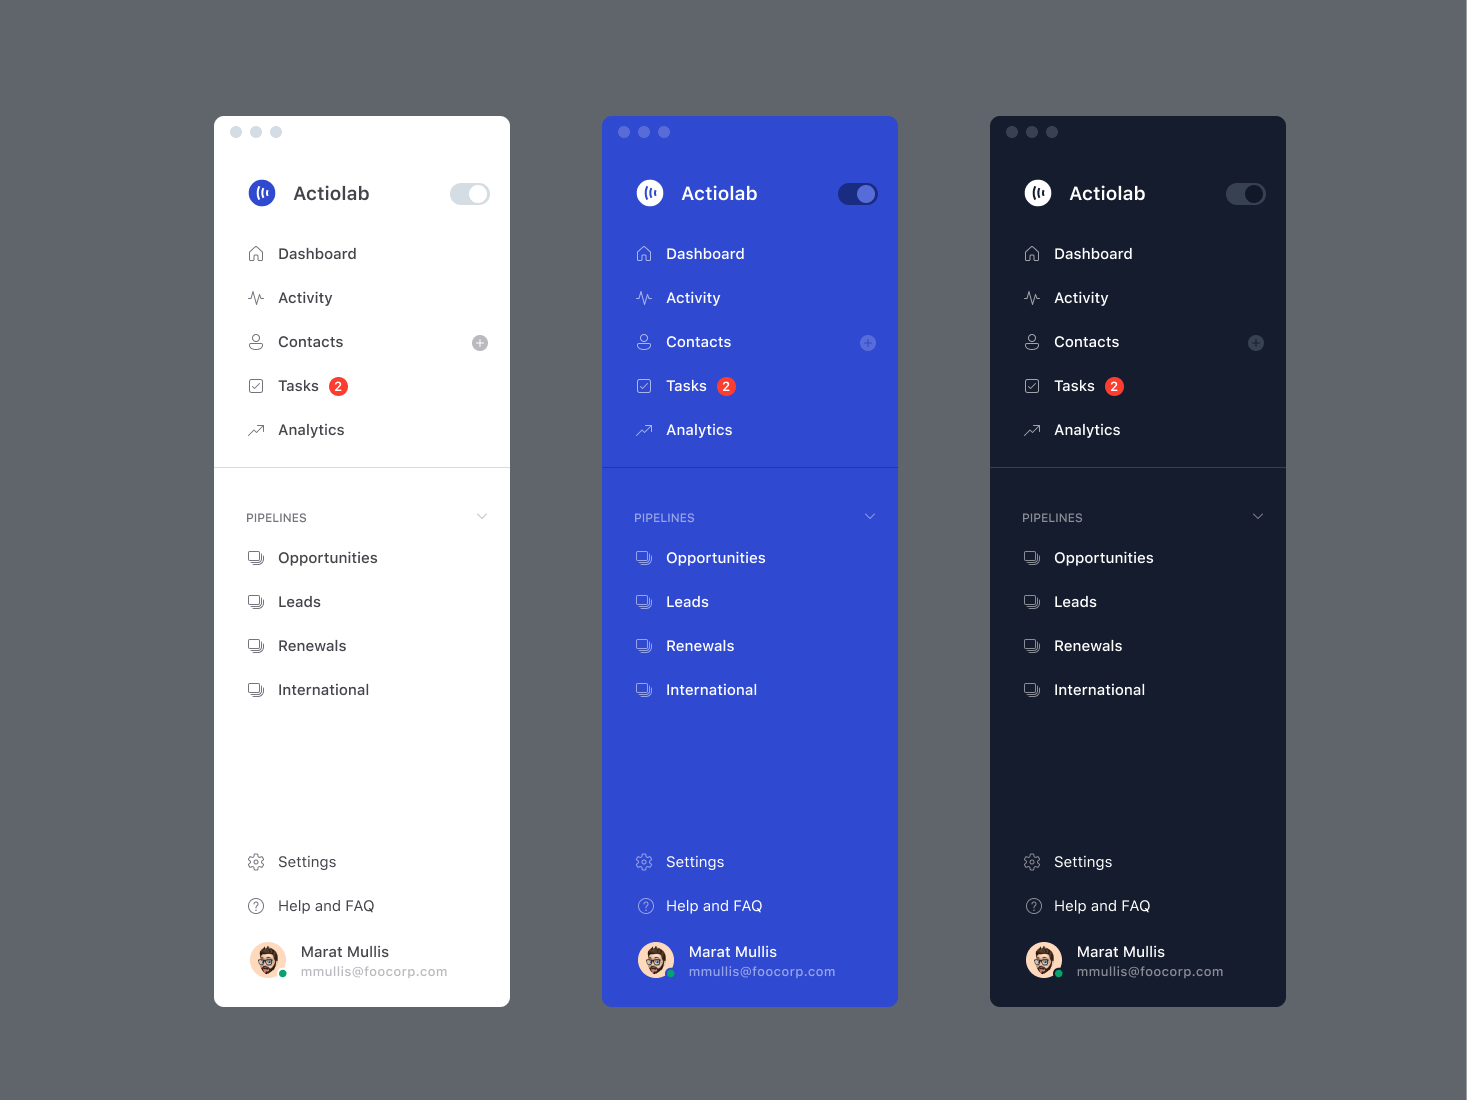 Actiolab
Dashboard
Activity
Contacts
Tasks 2
Analytics
PIPELINES
Opportunities
Leads
Renewals
International
Settings
Help and FAQ
Marat Mullis
mmullis@foocorp.com
Actiolab
Dashboard
Activity
Contacts
Tasks 2
Analytics
PIPELINES
Opportunities
Leads
Renewals
International
Settings
Help and FAQ
Marat Mullis
mmullis@foocorp.com
Actiolab
Dashboard
Activity
Contacts
Tasks 2
Analytics
PIPELINES
Opportunities
Leads
Renewals
International
Settings
Help and FAQ
Marat Mullis
mmullis@foocorp.com